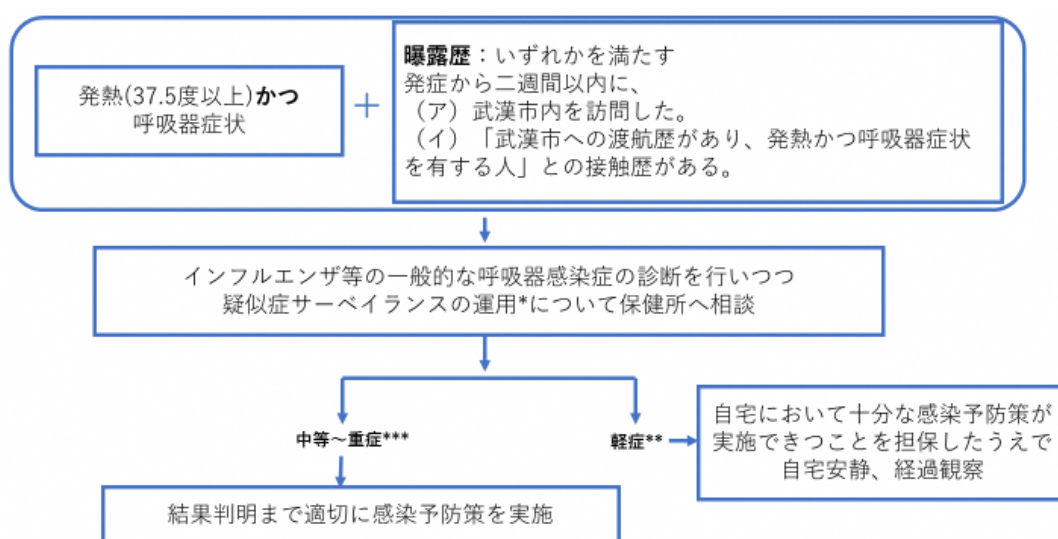 発熱(37.5度以上)かつ
呼吸器症状
+
曝露歴：いずれかを満たす
発症から二週間以内に、
（ア）武漢市内を訪問した。
（イ）「武漢市への渡航歴があり、発熱かつ呼吸器症状
を有する人」との接触歴がある。
インフルエンザ等の一般的な呼吸器感染症の診断を行いつつ
疑似症サーベイランスの運用*について保健所へ相談
中等～重症***
軽症**
自宅において十分な感染予防策が
実施できつことを担保したうえで
自宅安静、経過観察
結果判明まで適切に感染予防策を実施